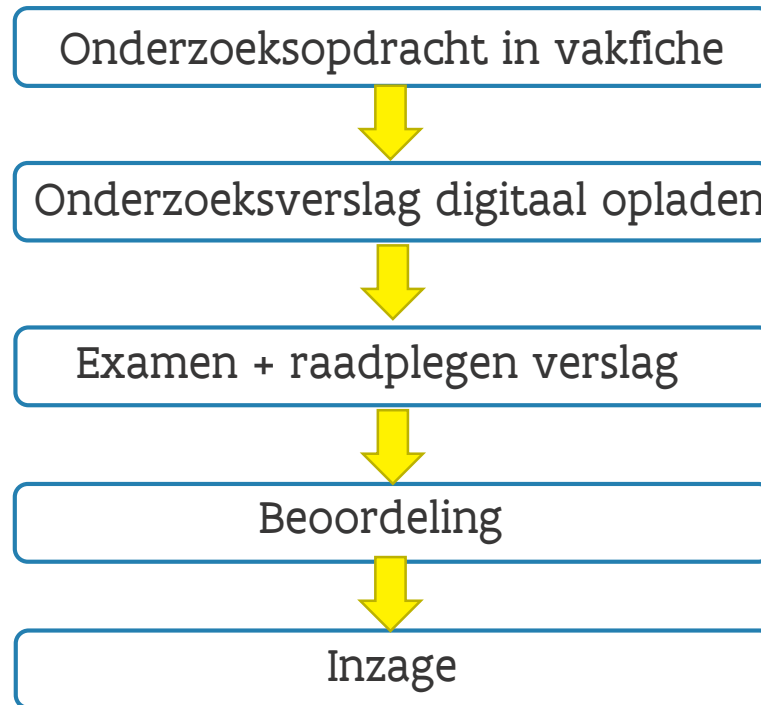 Onderzoeksopdracht in vakfiche
Onderzoeksverslag digitaal opladen
Examen + raadplegen verslag
Beoordeling
Inzage